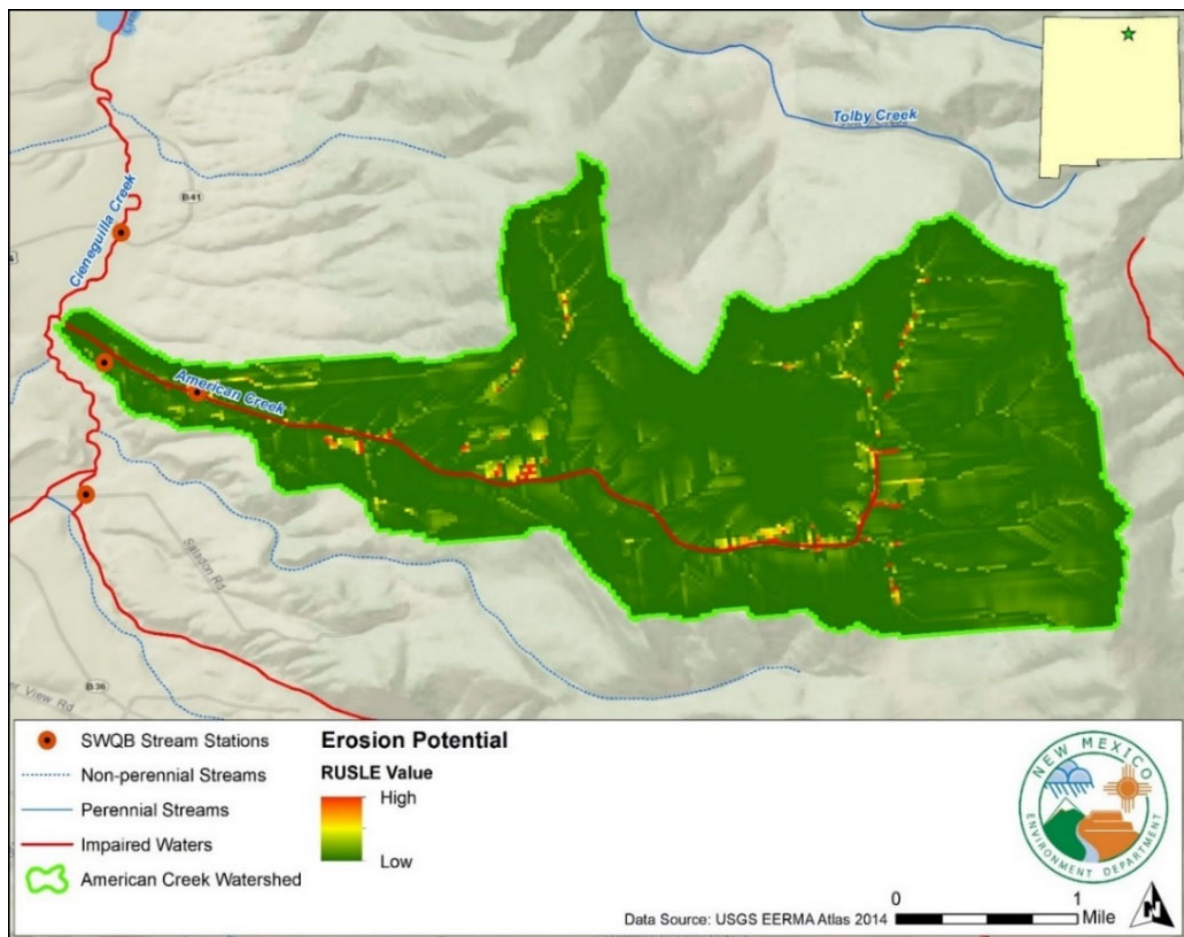 Tolby Creek
B-41
Cieneguilla Creek
American Creek
Saladon Rd
View Rd
B-36
SWQB Stream Stations
Non-perennial Streams
Perennial Streams
Impaired Waters
American Creek Watershed
Erosion Potential
RUSLE Value
High
Low
NEW MEXICO
ENVIRONMENT DEPARTMENT
0 1
Mile
N
Data Source: USGS EERMA Atlas 2014